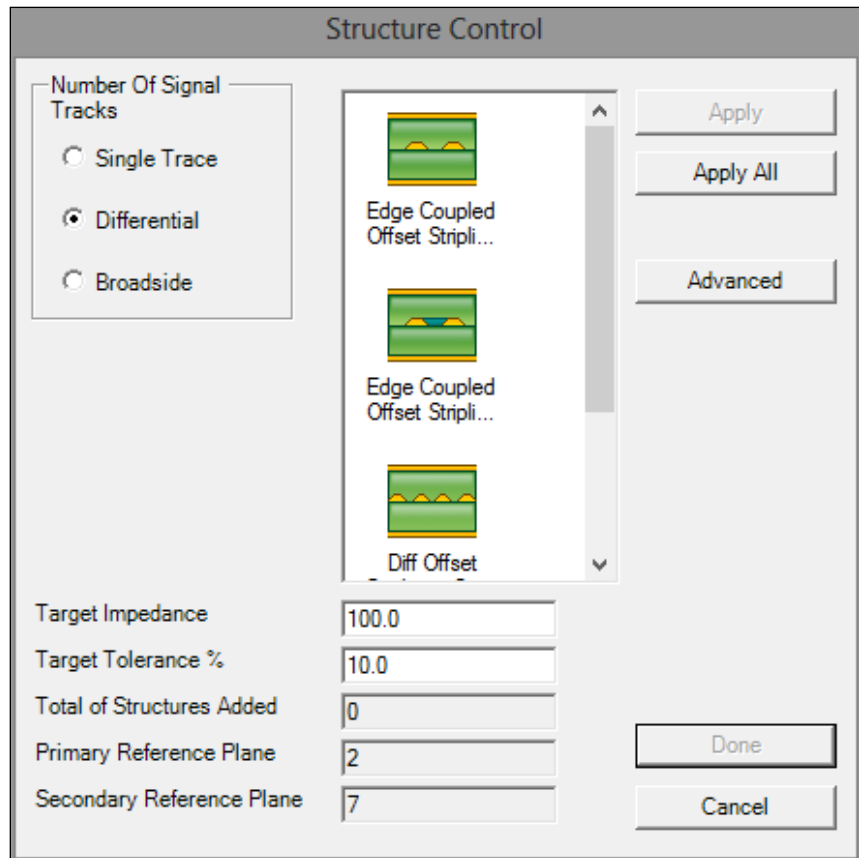 Structure Control
Number Of Signal
Tracks
Single Trace
Differential
Broadside
Edge Coupled
Offset Stripli...
Edge Coupled
Offset Stripli...
Diff Offset
Apply
Apply All
Advanced
Target Impedance
100.0
Target Tolerance %
10.0
Total of Structures Added
0
Primary Reference Plane
2
Secondary Reference Plane
7
Done
Cancel